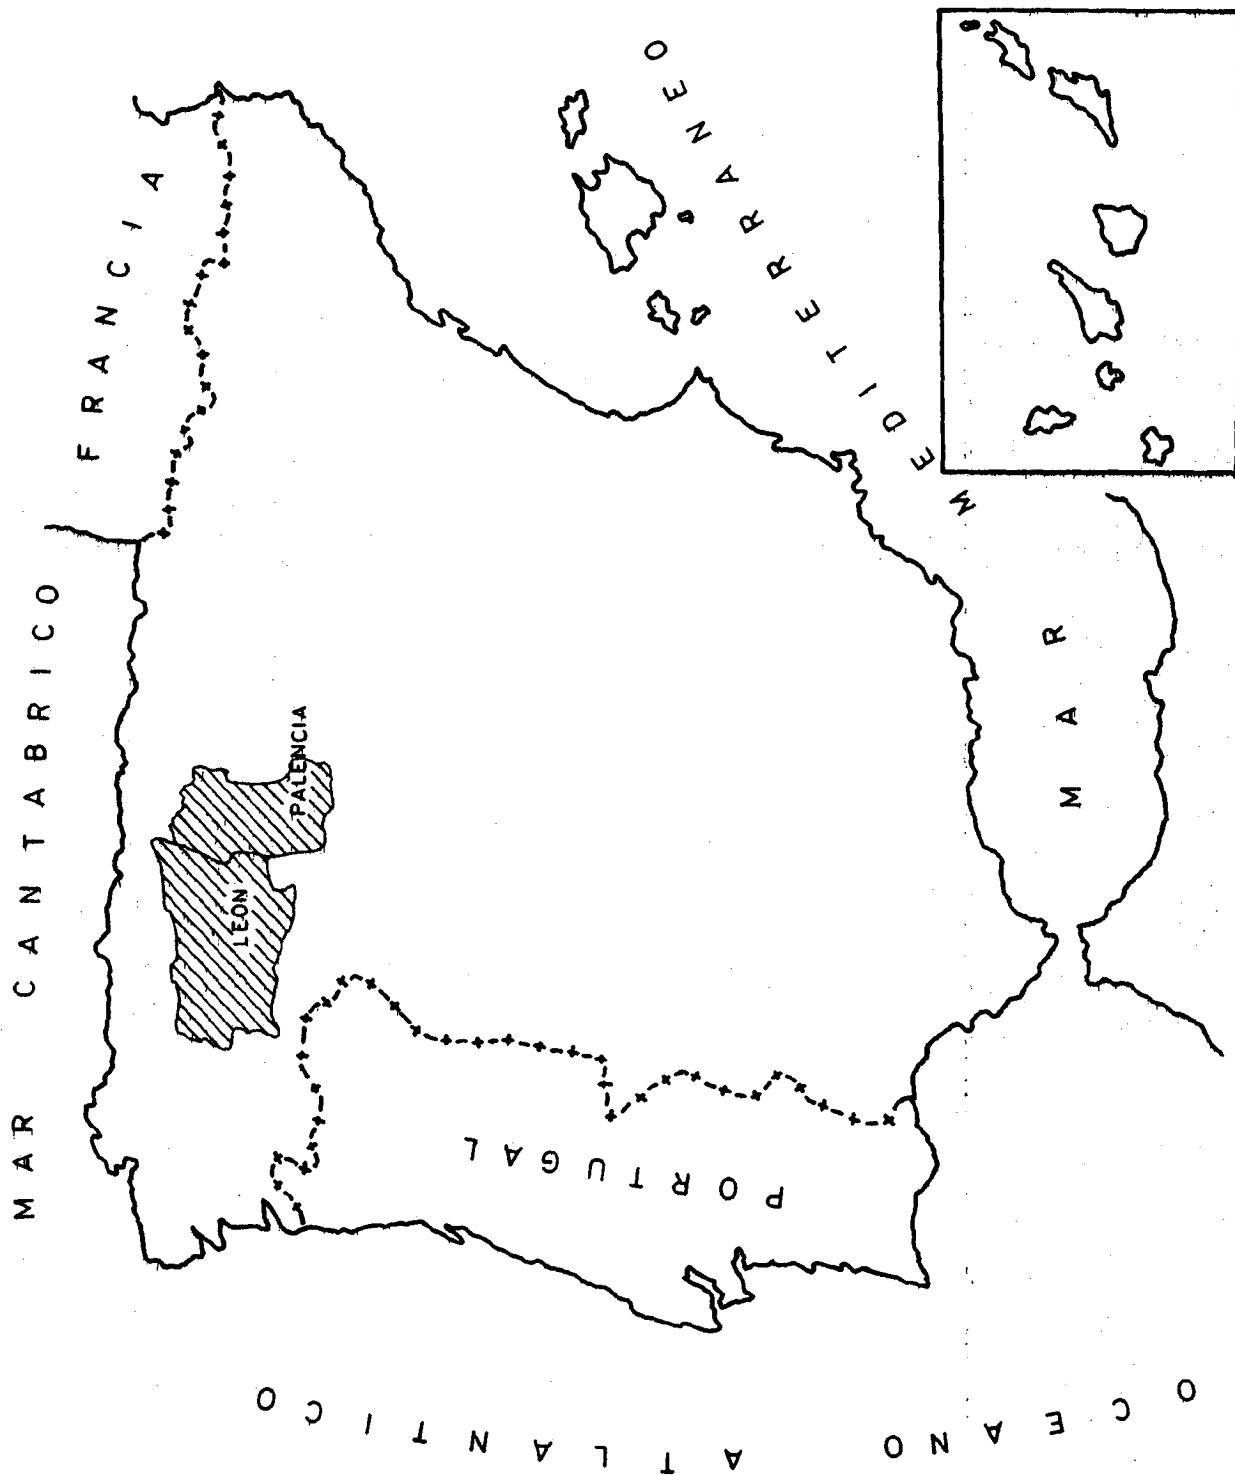 MAR CANTABRICO
FRANCIA
LEON
PALENCIA
PORTUGAL
MAR MEDITERRANEO
OCEANO ATLANTICO